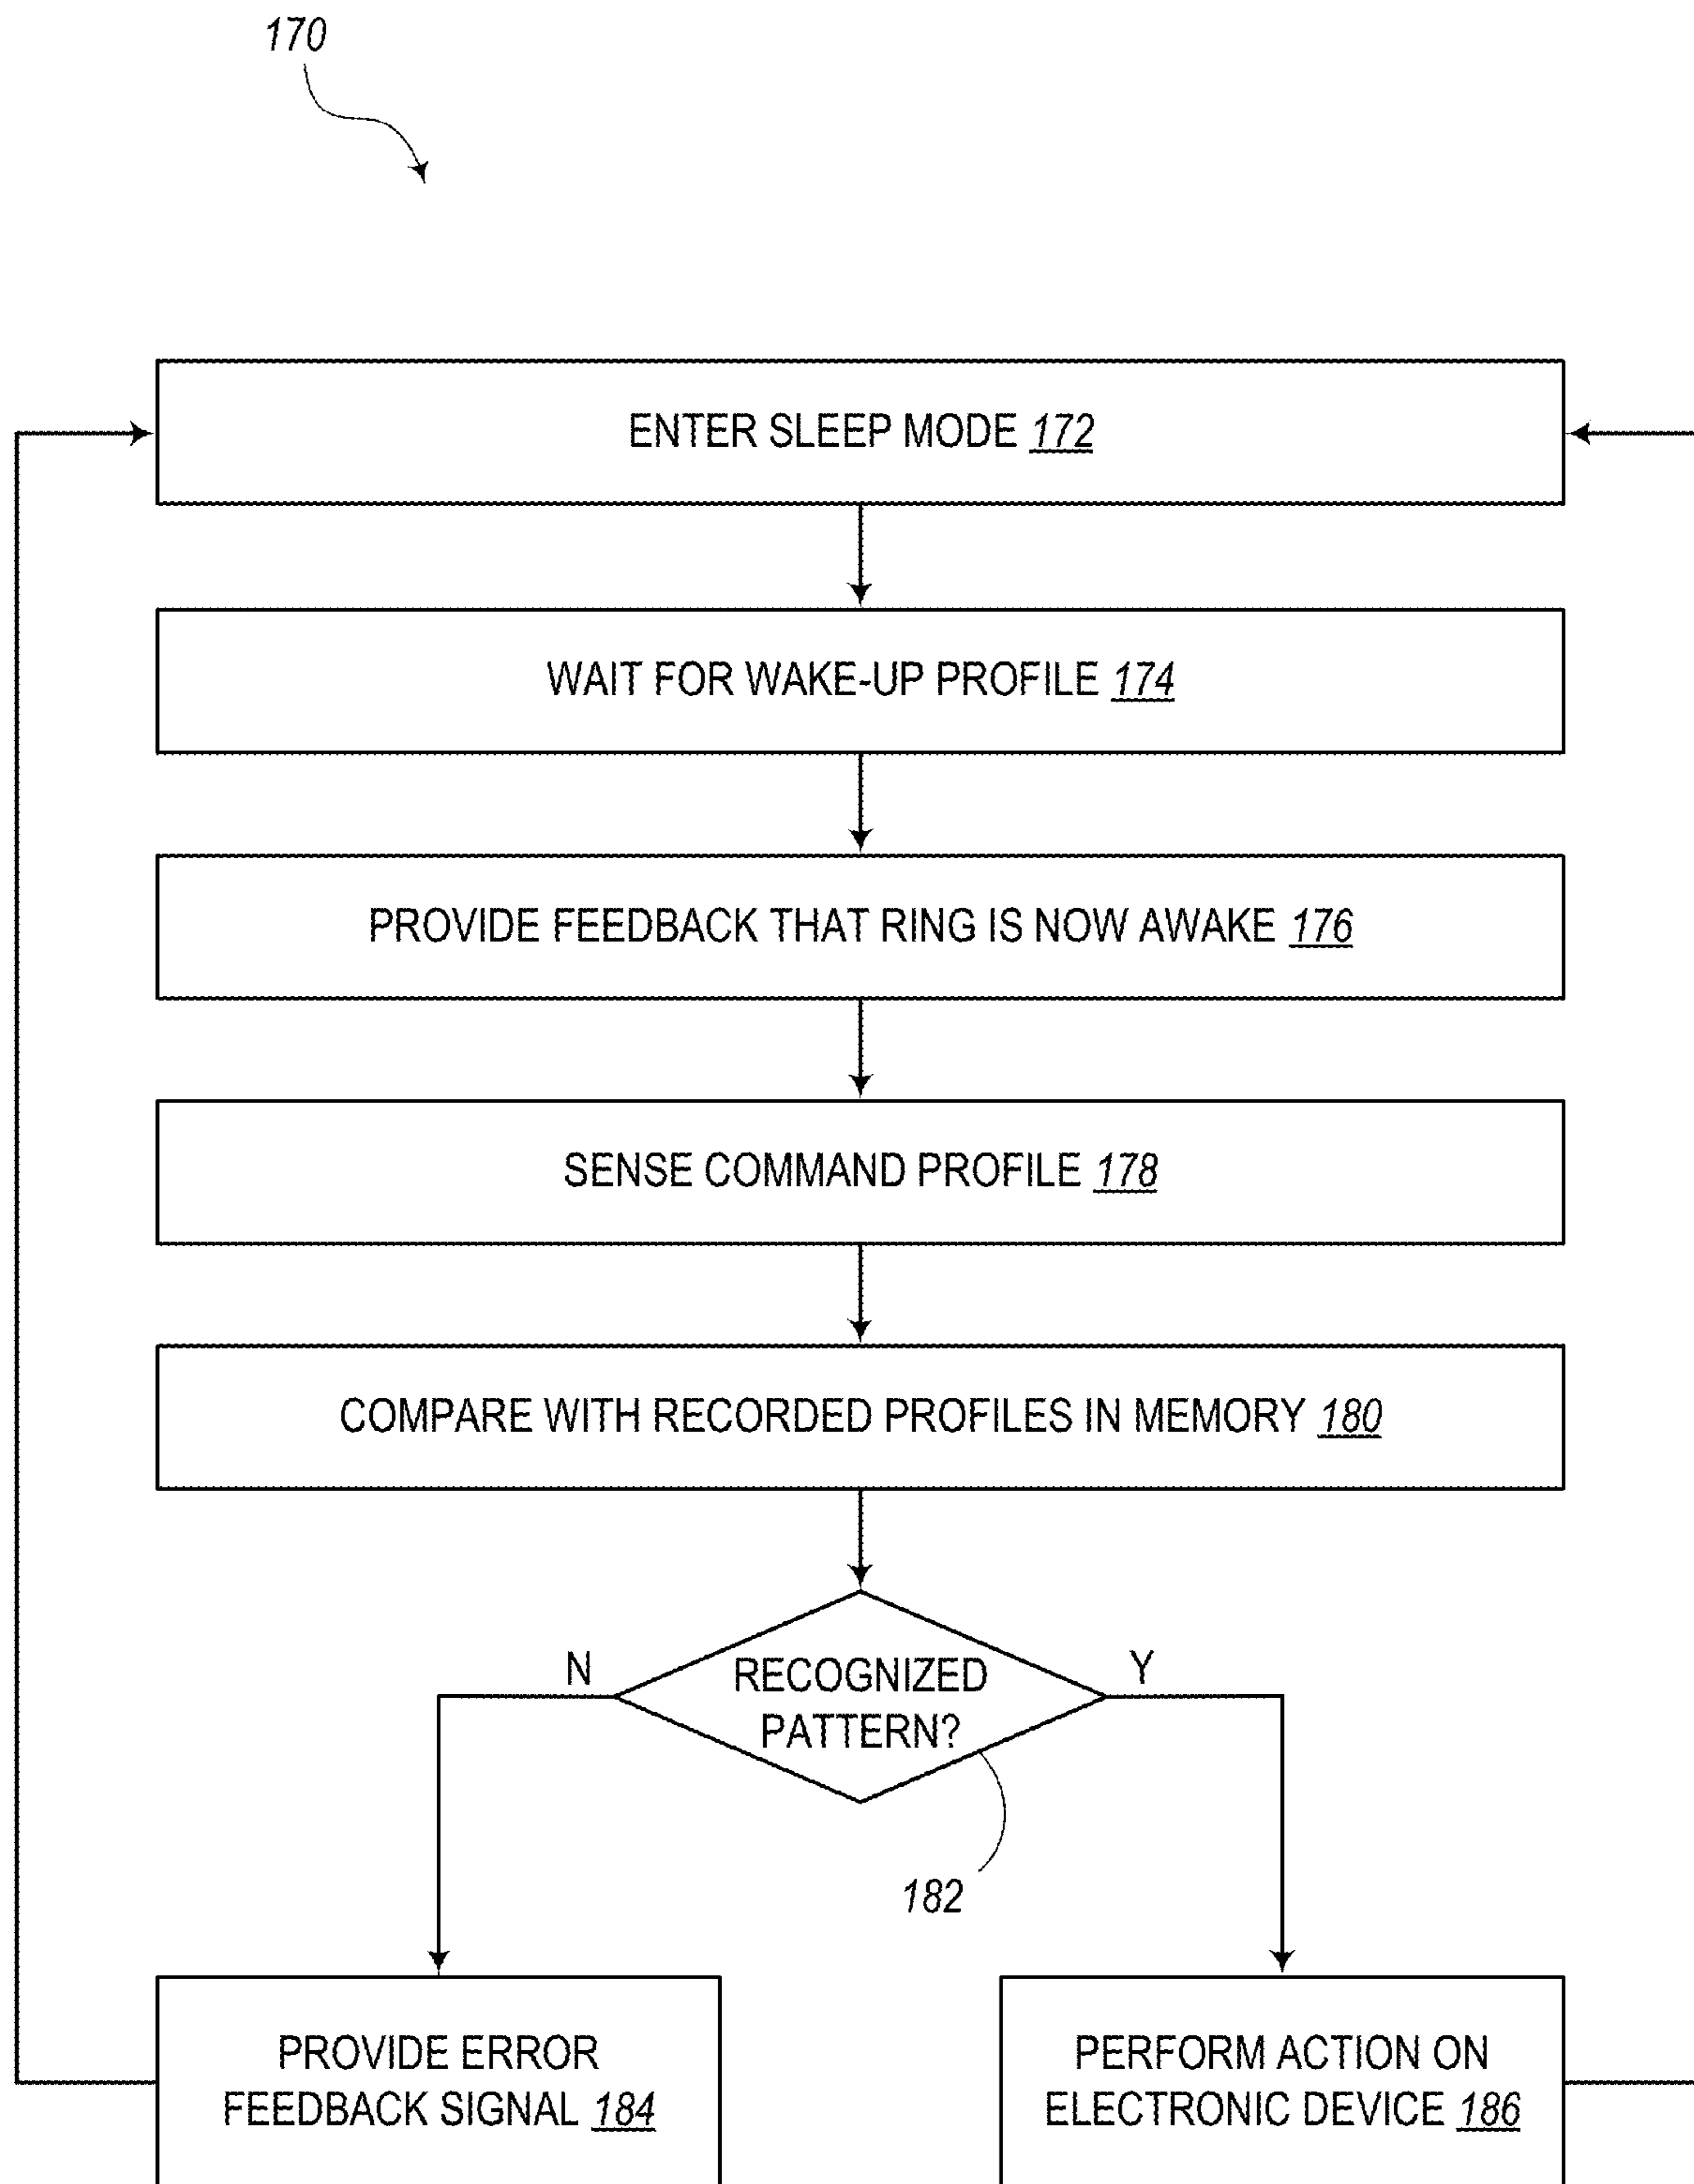 170
ENTER SLEEP MODE 172
WAIT FOR WAKE-UP PROFILE 174
PROVIDE FEEDBACK THAT RING IS NOW AWAKE 176
SENSE COMMAND PROFILE 178
COMPARE WITH RECORDED PROFILES IN MEMORY 180
N
RECOGNIZED
PATTERN?
Y
182
PROVIDE ERROR
FEEDBACK SIGNAL 184
PERFORM ACTION ON
ELECTRONIC DEVICE 186